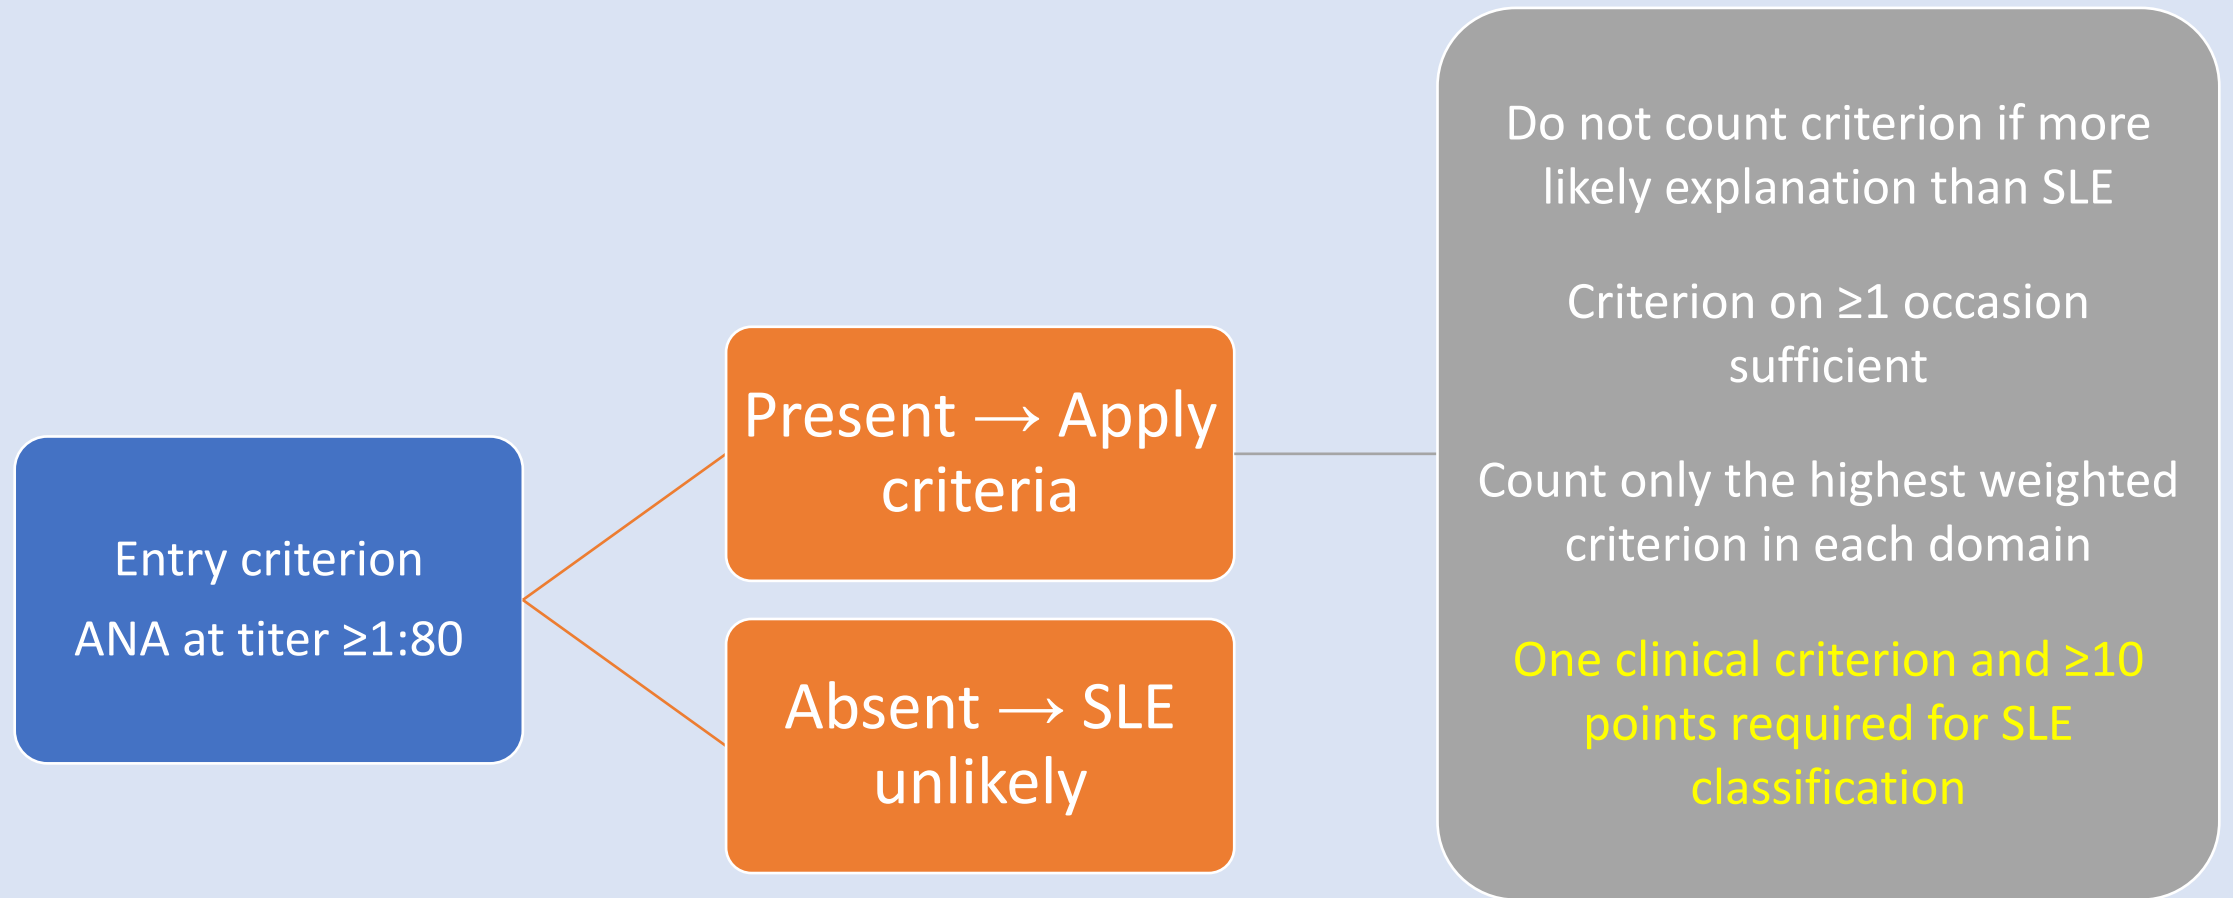 Entry criterion
ANA at titer ≥1:80
Present → Apply
criteria
Absent → SLE
unlikely
Do not count criterion if more
likely explanation than SLE
Criterion on ≥1 occasion
sufficient
Count only the highest weighted
criterion in each domain
One clinical criterion and ≥10
points required for SLE
classification